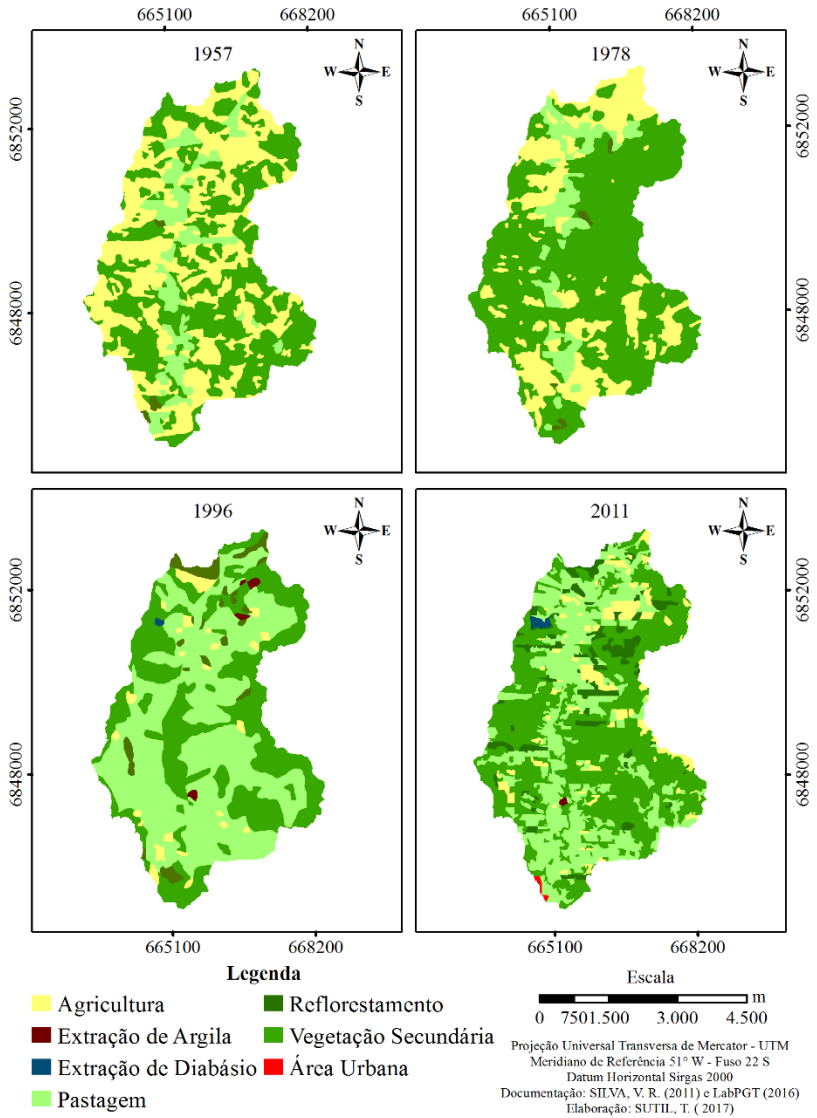 665100 668200
1957
N
W E
S
6852000
6848000
665100 668200
1978
N
W E
S
6852000
6848000
1996
N
W E
S
6852000
6848000
665100 668200
2011
N
W E
S
6852000
6848000
665100 668200
Legenda
Agricultura
Extração de Argila
Extração de Diabásio
Pastagem
Reflorestamento
Vegetação Secundária
Área Urbana
Escala
0 750 1.500 3.000 4.500 m
Projeção Universal Transversa de Mercator - UTM
Meridiano de Referência 51° W - Fuso 22 S
Datum Horizontal Sirgas 2000
Documentação: SILVA, V. R. (2011) e LabPGT (2016)
Elaboração: SUTIL, T. ( 2017)